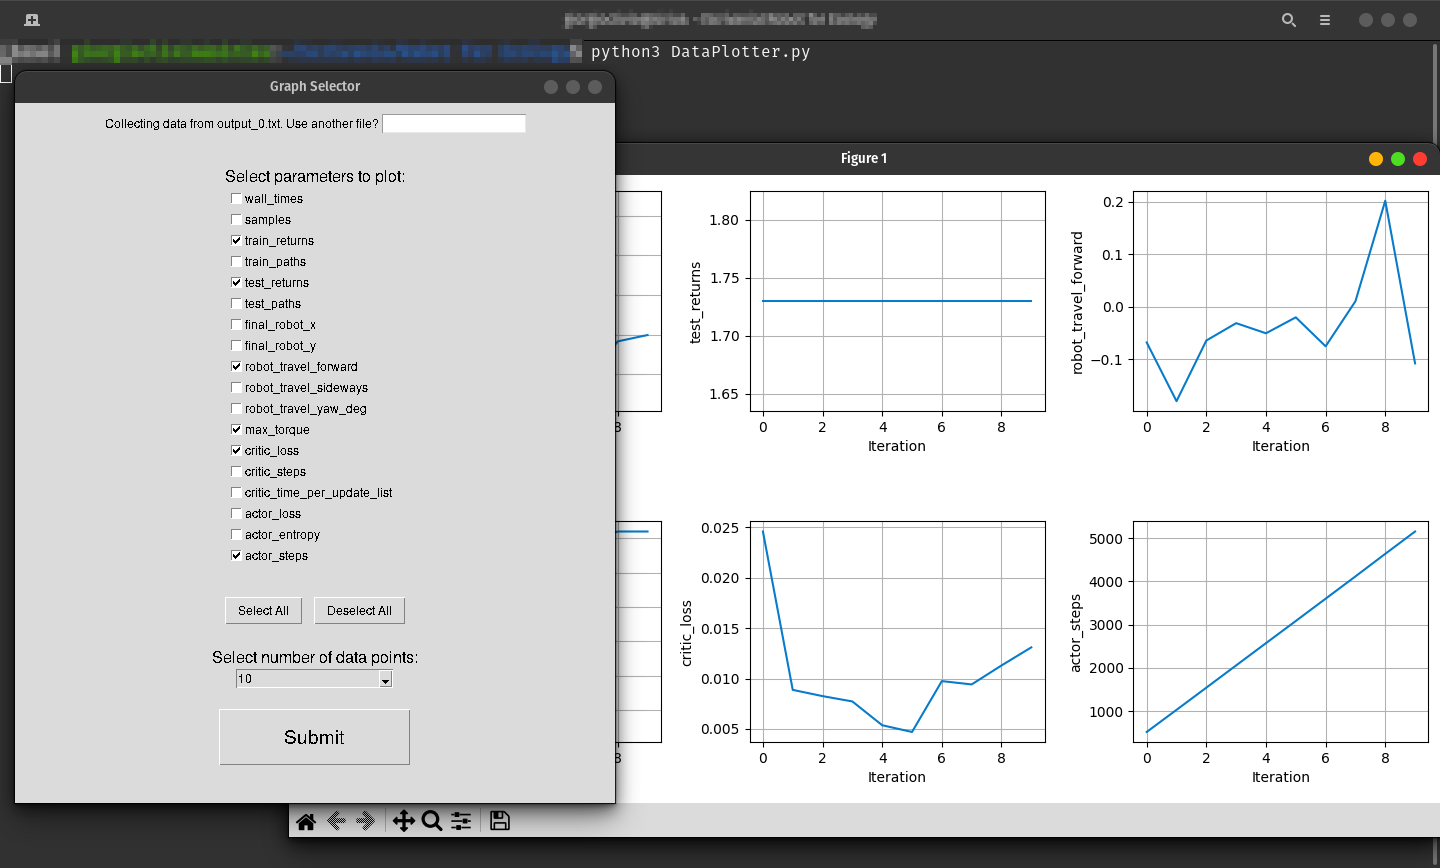 python3 DataPlotter.py
Graph Selector
Collecting data from output_0.txt. Use another file?
Select parameters to plot:
wall_times
samples
train_returns
train_paths
test_returns
test_paths
final_robot_x
final_robot_y
robot_travel_forward
robot_travel_sideways
robot_travel_yaw_deg
max_torque
critic_loss
critic_steps
critic_time_per_update_list
actor_loss
actor_entropy
actor_steps
Select All Deselect All
Select number of data points:
10
Submit
Figure 1
8
test_returns
1.80
1.75
1.70
1.65
0 2 4 6 8
Iteration
robot_travel_forward
0.2
0.1
0.0
−0.1
0 2 4 6 8
Iteration
8
critic_loss
0.025
0.020
0.015
0.010
0.005
0 2 4 6 8
Iteration
actor_steps
5000
4000
3000
2000
1000
0 2 4 6 8
Iteration